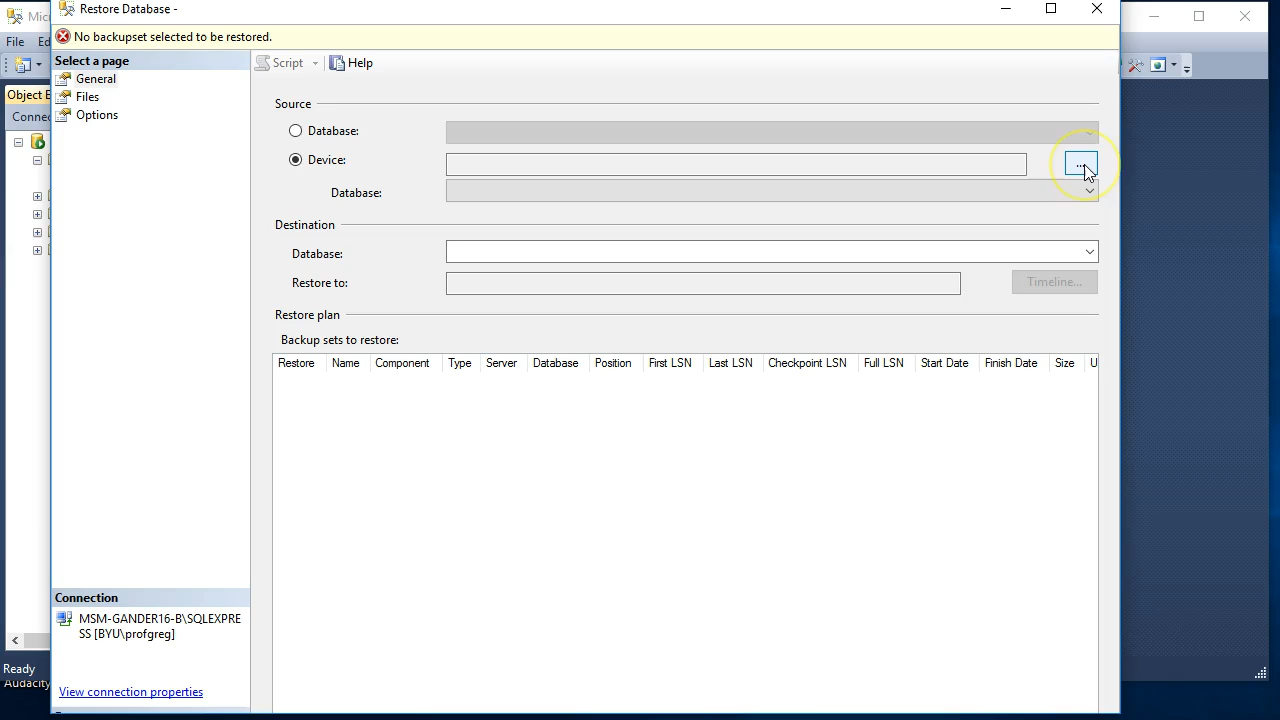 Restore Database -
Mic
No backupset selected to be restored.
File Ed
Select a page
Script Help
General
Files
Options
Object E
Connec
Source
Database:
Device:
...
Database:
Destination
Database:
Restore to:
Timeline...
Restore plan
Backup sets to restore:
Restore Name Component Type Server Database Position First LSN Last LSN Checkpoint LSN Full LSN Start Date Finish Date Size U
Connection
MSM-GANDER16-B\SQLEXPRE
SS [BYU\profgreg]
View connection properties
Ready
Audacity